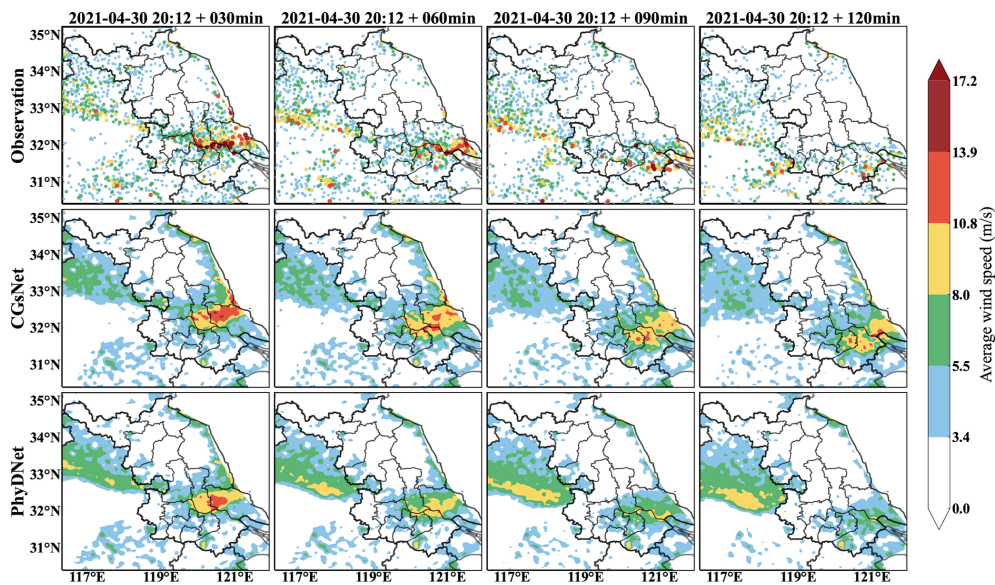 2021-04-30 20:12 + 030min
2021-04-30 20:12 + 060min
2021-04-30 20:12 + 090min
2021-04-30 20:12 + 120min
Observation
35°N
34°N
33°N
32°N
31°N
CGsNet
35°N
34°N
33°N
32°N
31°N
PhyDNet
35°N
34°N
33°N
32°N
31°N
117°E 119°E 121°E
117°E 119°E 121°E
117°E 119°E 121°E
117°E 119°E 121°E
17.2
13.9
10.8
8.0
5.5
3.4
0.0
Average wind speed (m/s)